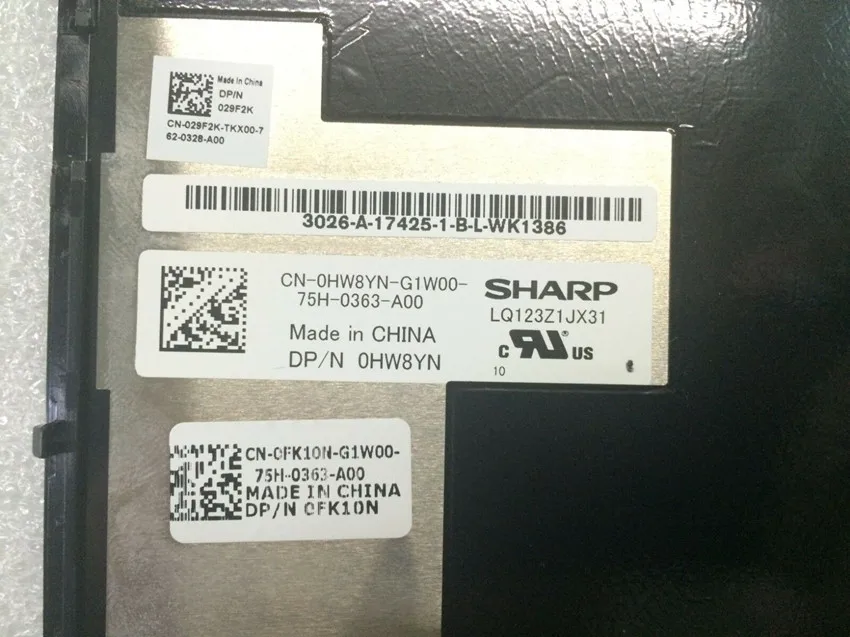 Made In China
DP/N
029F2K
CN-029F2K-TKX00-7
62-0328-A00
3026-A-17425-1-B-L-WK1386
CN-0HW8YN-G1W00-
75H-0363-A00
Made in CHINA
DP/N 0HW8YN
SHARP
LQ123Z1JX31
c RU ® US
10
t
CN-0FK10N-G1W00-
75H-0363-A00
MADE IN CHINA
DP/N 0FK10N